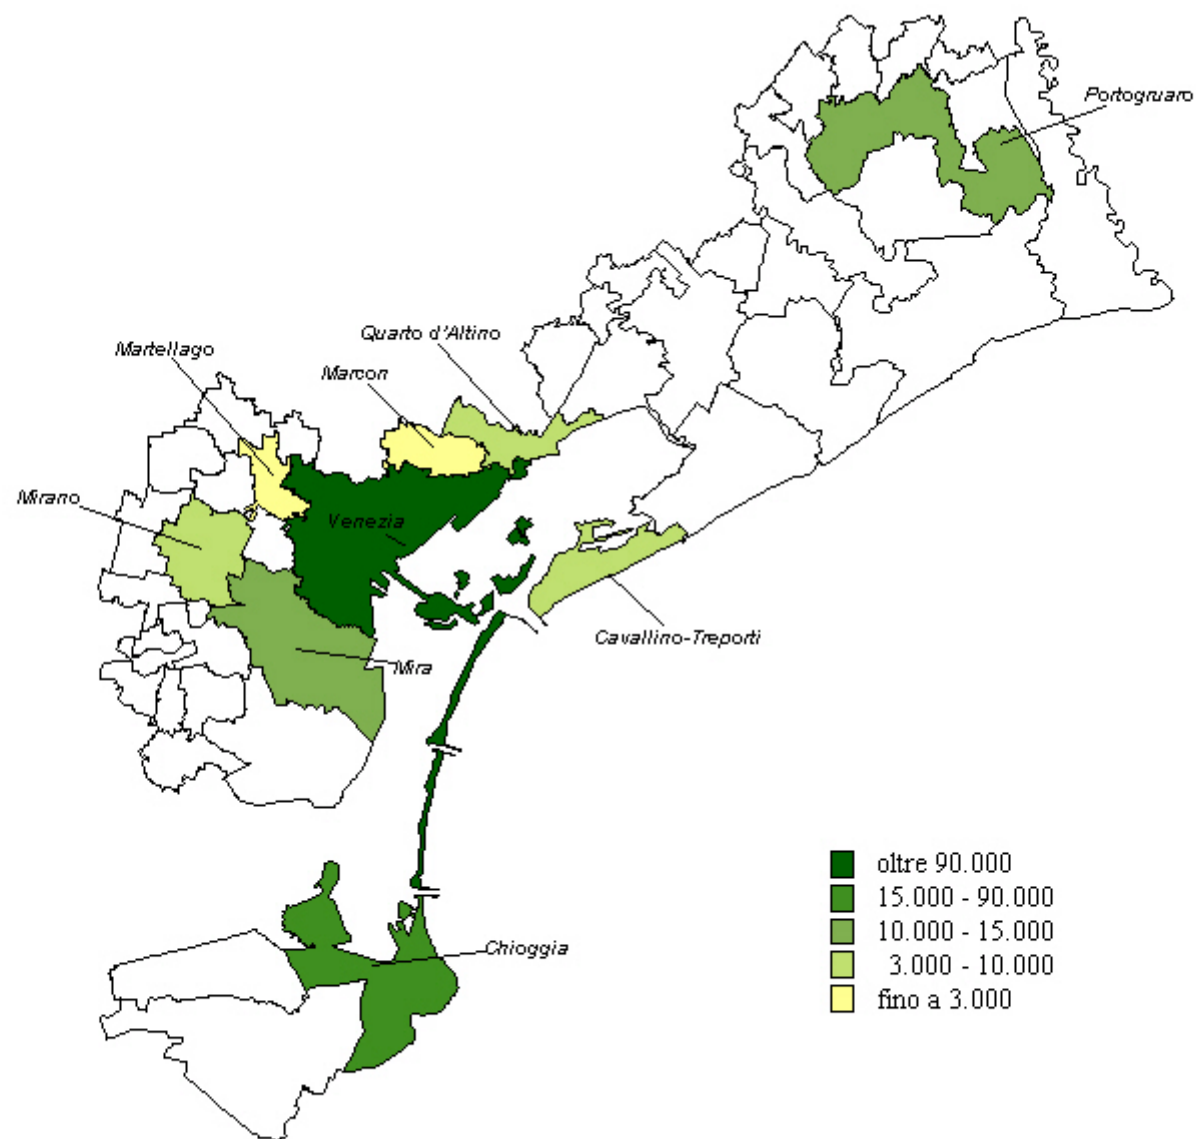 Portogruaro
Quarto d'Altino
Martellago
Marcon
Mirano
Venezia
Cavallino-Treporti
Mira
Chioggia
oltre 90.000
15.000 - 90.000
10.000 - 15.000
3.000 - 10.000
fino a 3.000